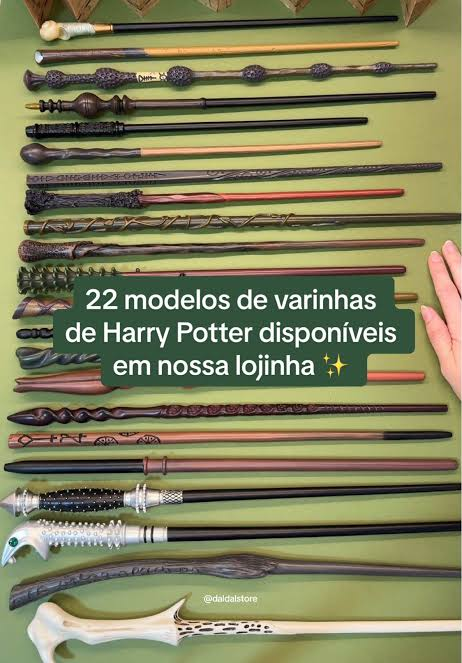 22 modelos de varinhas
de Harry Potter disponíveis
em nossa lojinha ✨
@daldalstore